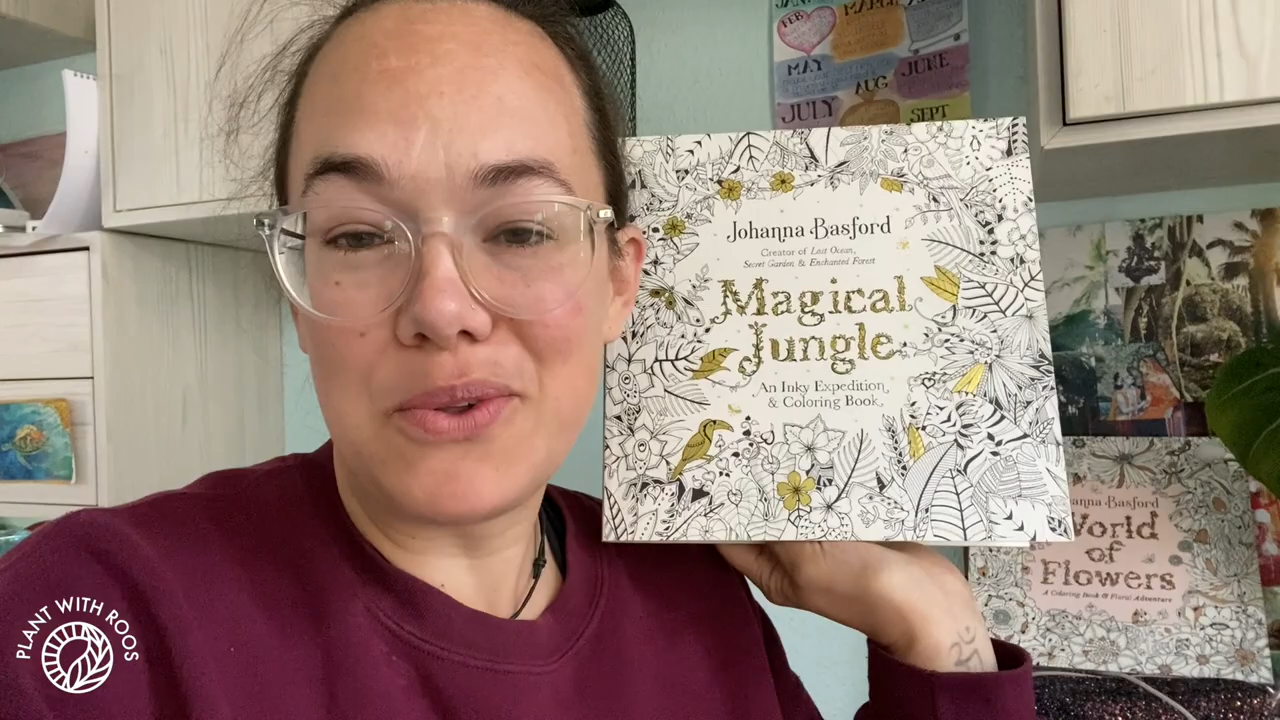 FEB
MARCH
MAY
JUNE
AUG
JULY
SEPT
Johanna Basford
Creator of Lost Ocean,
Secret Garden & Enchanted Forest
Magical
Jungle
An Inky Expedition
& Coloring Book
anna Basford
World
of
Flowers
A Coloring Book & Floral Adventure
PLANT WITH ROOS